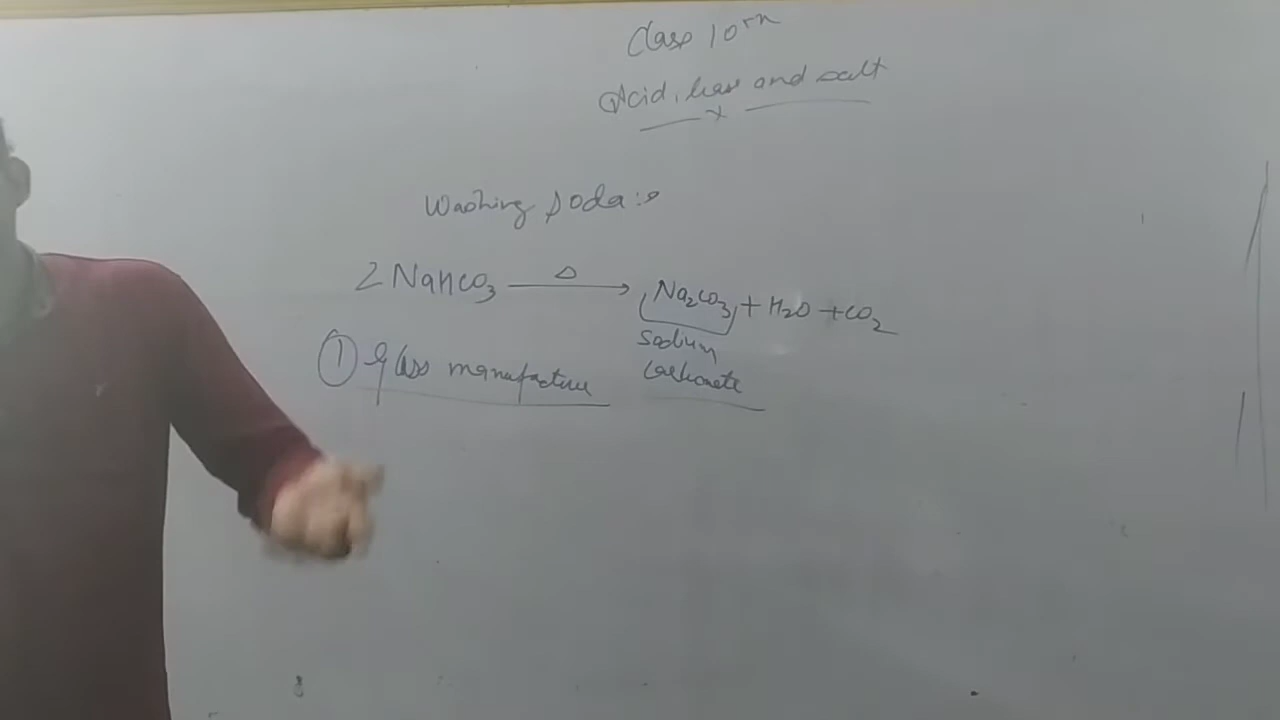 Class 10th
Acid, base and salt
Washing soda :
2 NaHCO3 —Δ→ Na2CO3 + H2O + CO2
sodium
carbonate
① Glass manufacture